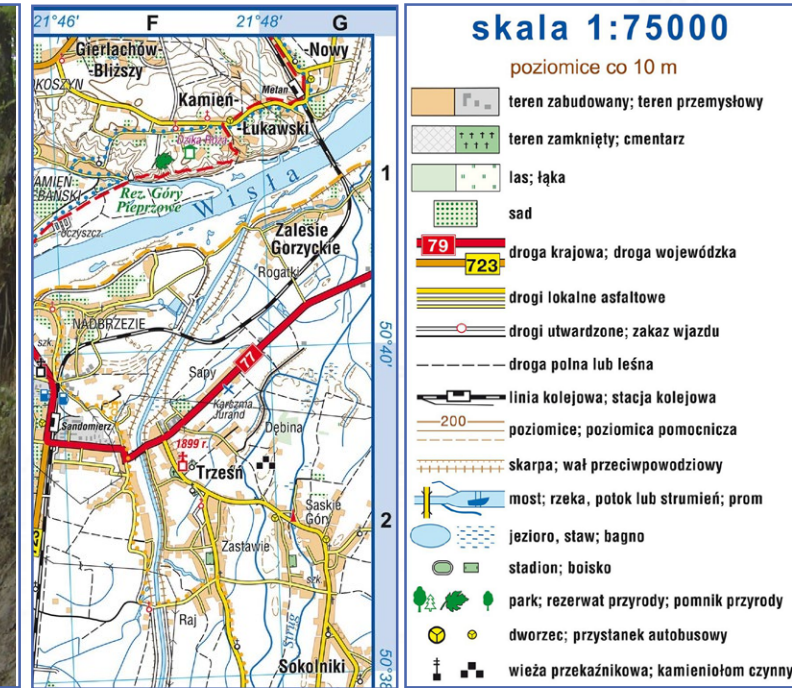 21°46'
F
21°48'
G
Gierlachów-
-Bliższy
-Nowy
Metan
Kamień-
-Łukawski
1
Rez. Góry
Pieprzowe
Wisła
oczyszcz.
Zalesie
Gorzyckie
Rogatki
NADBRZEZIE
szk.
50°40'
77
Sapy
Karczma
Jurand
Sandomierz
1899 r.
Dębina
Trześń
Saskie
Góry
2
Zastawie
szk.
723
Raj
Strug
Sokolniki
skala 1:75000
poziomice co 10 m
teren zabudowany; teren przemysłowy
teren zamknięty; cmentarz
las; łąka
sad
79
723
droga krajowa; droga wojewódzka
drogi lokalne asfaltowe
drogi utwardzone; zakaz wjazdu
droga polna lub leśna
linia kolejowa; stacja kolejowa
200
poziomice; poziomica pomocnicza
skarpa; wał przeciwpowodziowy
most; rzeka, potok lub strumień; prom
jezioro, staw; bagno
stadion; boisko
park; rezerwat przyrody; pomnik przyrody
dworzec; przystanek autobusowy
wieża przekaźnikowa; kamieniołom czynny